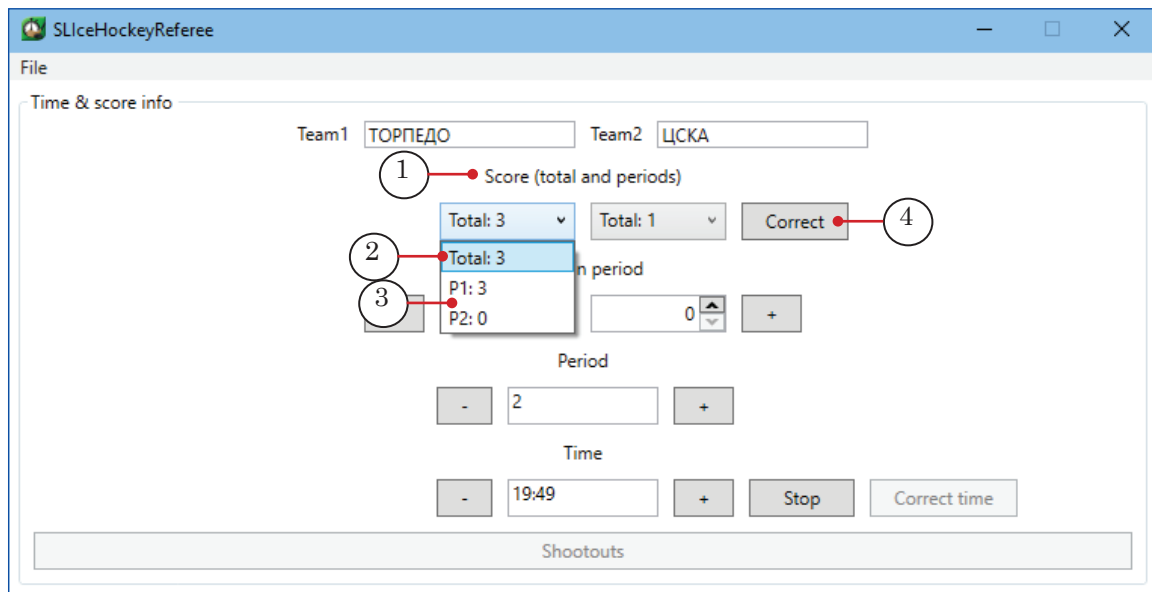 SLIceHockeyReferee
File
Time & score info
Team1 ТОРПЕДО Team2 ЦСКА
1 Score (total and periods)
Total: 3 Total: 1 Correct 4
2 Total: 3
n period
3 P1: 3
P2: 0
0 +
Period
- 2 +
Time
- 19:49 + Stop Correct time
Shootouts